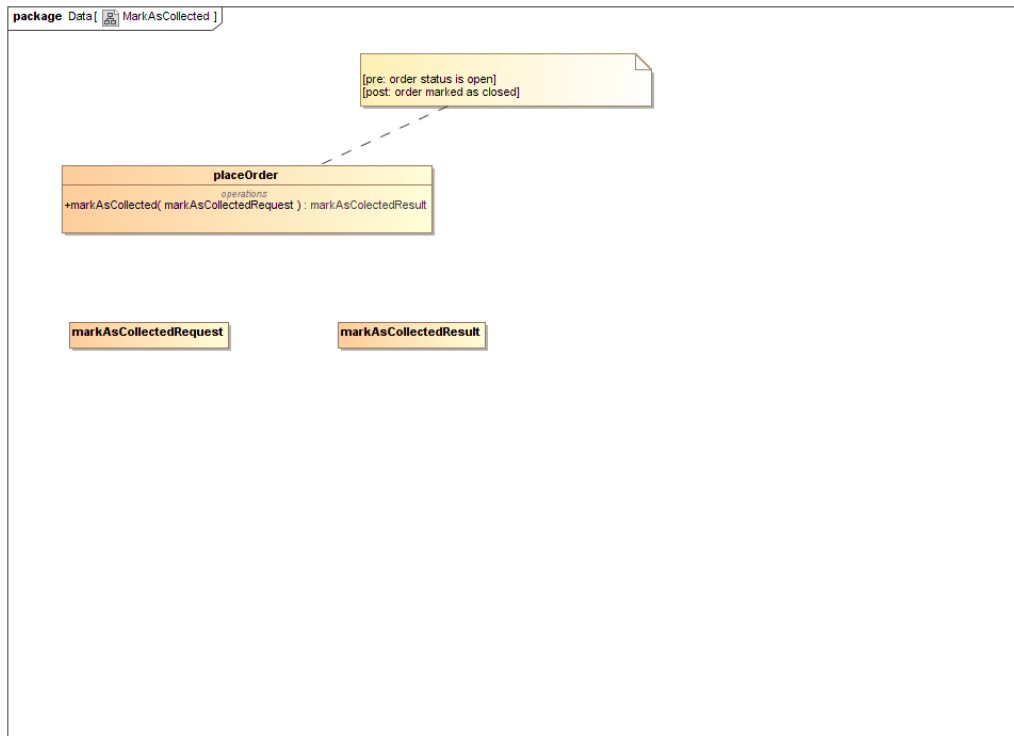 package Data[ MarkAsCollected ]
[pre: order status is open]
[post: order marked as closed]
placeOrder
operations
+markAsCollected( markAsCollectedRequest ) : markAsColectedResult
markAsCollectedRequest
markAsCollectedResult